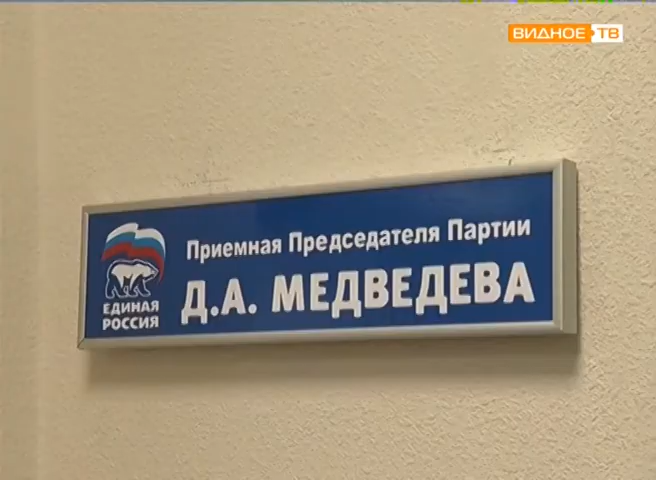 ВИДНОЕ ТВ
Приемная Председателя Партии
Д.А. МЕДВЕДЕВА
ЕДИНАЯ
РОССИЯ